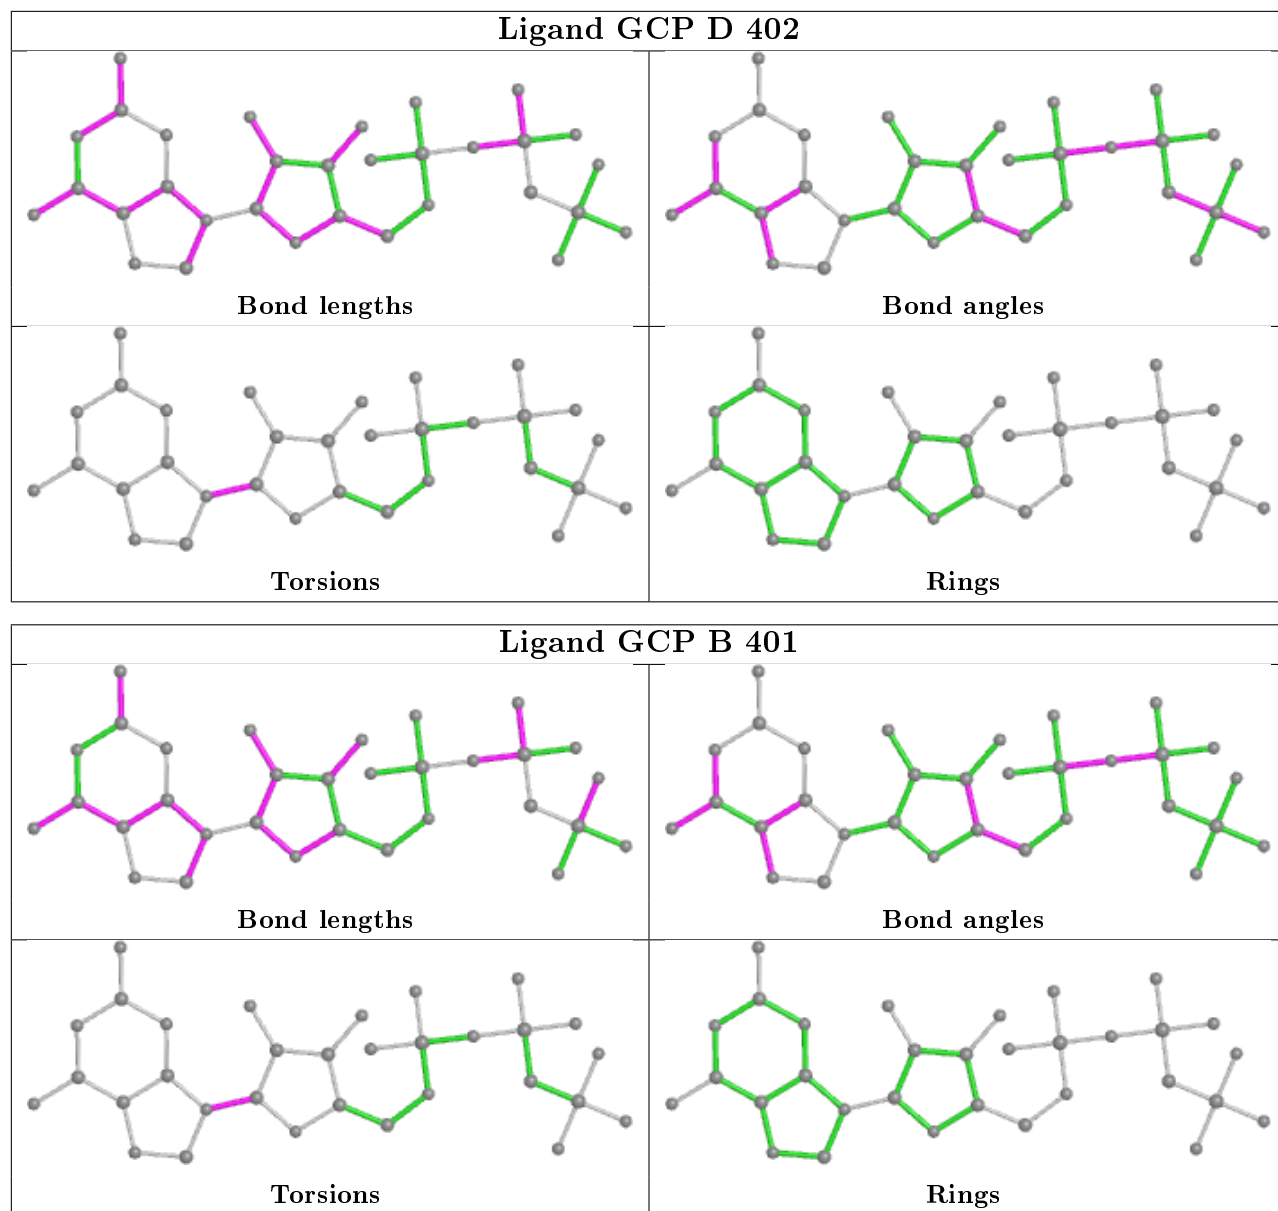 Ligand GCP D 402
Bond lengths
Bond angles
Torsions
Rings
Ligand GCP B 401
Bond lengths
Bond angles
Torsions
Rings